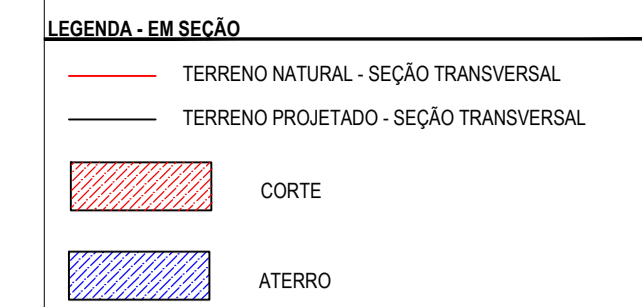 LEGENDA - EM SEÇÃO
TERRENO NATURAL - SEÇÃO TRANSVERSAL
TERRENO PROJETADO - SEÇÃO TRANSVERSAL
CORTE
ATERRO